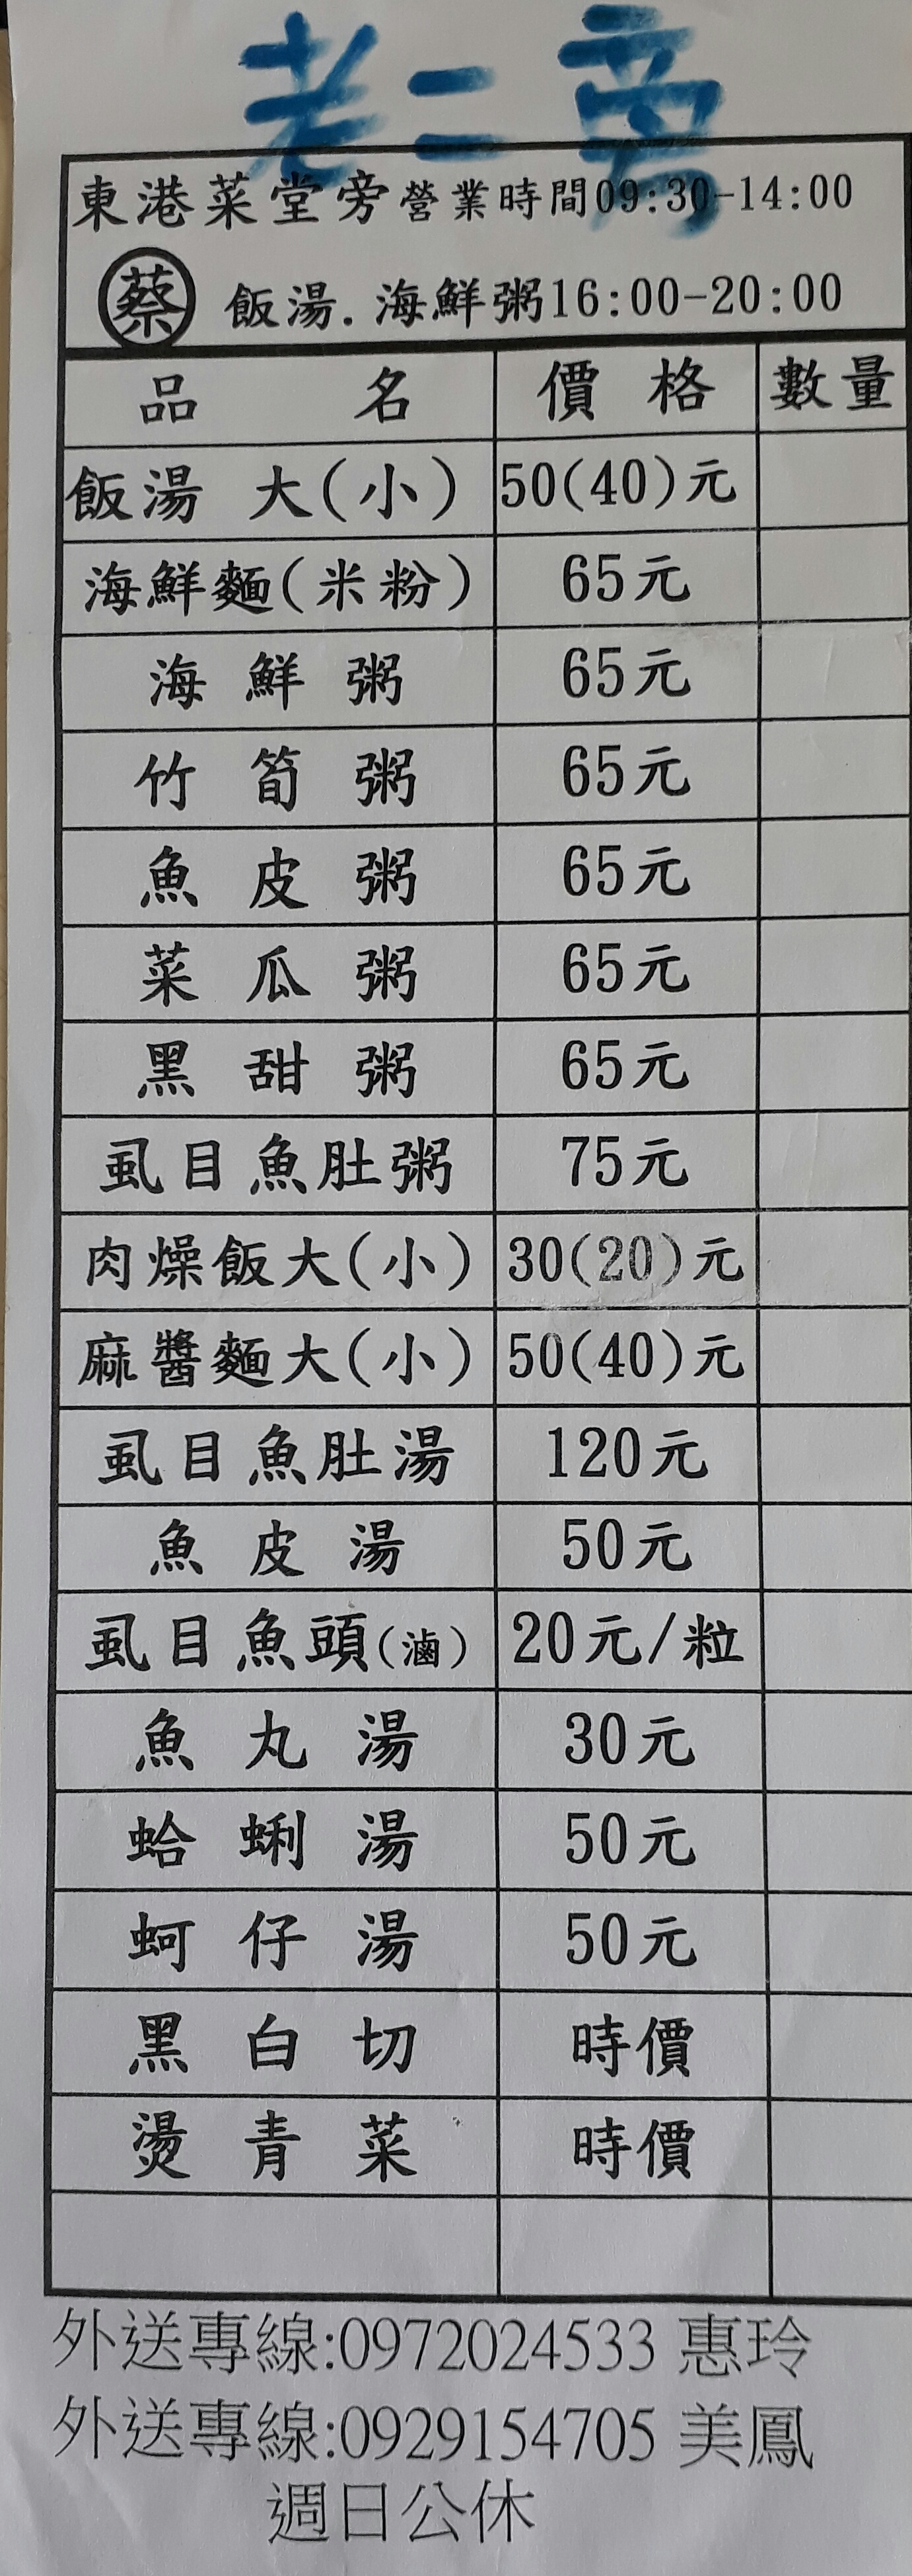 老二
東港菜堂旁營業時間09:30-14:00
蔡 飯湯.海鮮粥16:00-20:00
品名 價格 數量
飯湯 大(小) 50(40)元
海鮮麵(米粉) 65元
海鮮粥 65元
竹筍粥 65元
魚皮粥 65元
菜瓜粥 65元
黑甜粥 65元
虱目魚肚粥 75元
肉燥飯大(小) 30(20)元
麻醬麵大(小) 50(40)元
虱目魚肚湯 120元
魚皮湯 50元
虱目魚頭(滷) 20元/粒
魚丸湯 30元
蛤蜊湯 50元
蚵仔湯 50元
黑白切 時價
燙青菜 時價
外送專線:0972024533 惠玲
外送專線:0929154705 美鳳
週日公休